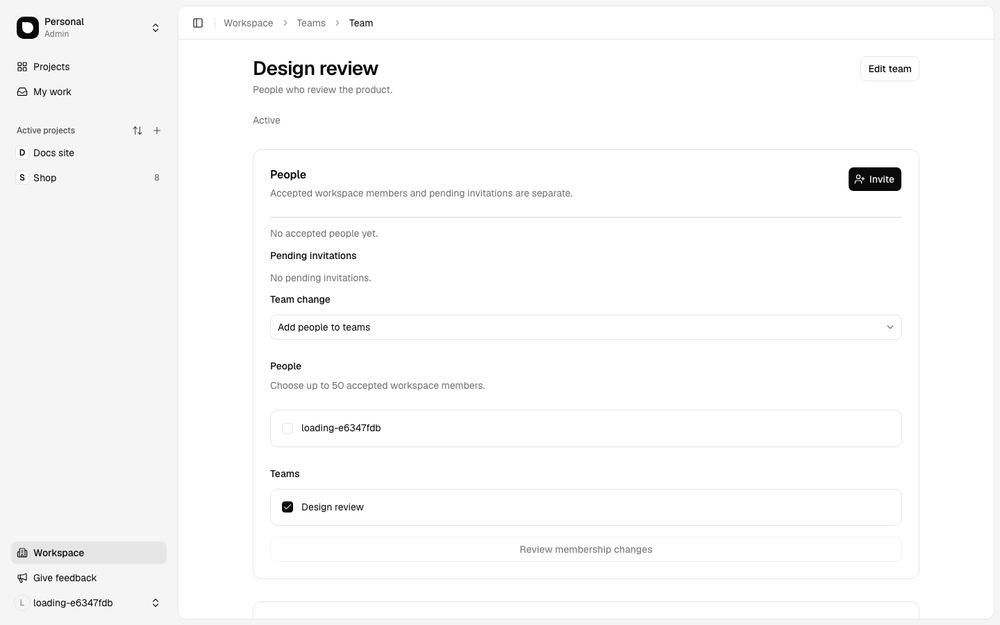 Personal
Admin
Projects
My work
Active projects
D Docs site
S Shop 8
Workspace
Give feedback
L loading-e6347fdb
Workspace Teams Team
Design review
Edit team
People who review the product.
Active
People
Invite
Accepted workspace members and pending invitations are separate.
No accepted people yet.
Pending invitations
No pending invitations.
Team change
Add people to teams
People
Choose up to 50 accepted workspace members.
loading-e6347fdb
Teams
Design review
Review membership changes